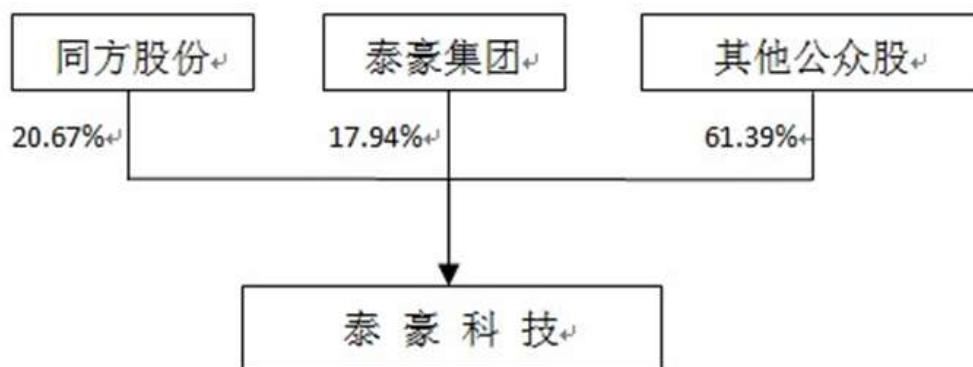 同方股份↵
泰豪集团↵
其他公众股↵
20.67%↵
17.94%↵
61.39%↵
泰 豪 科 技↵